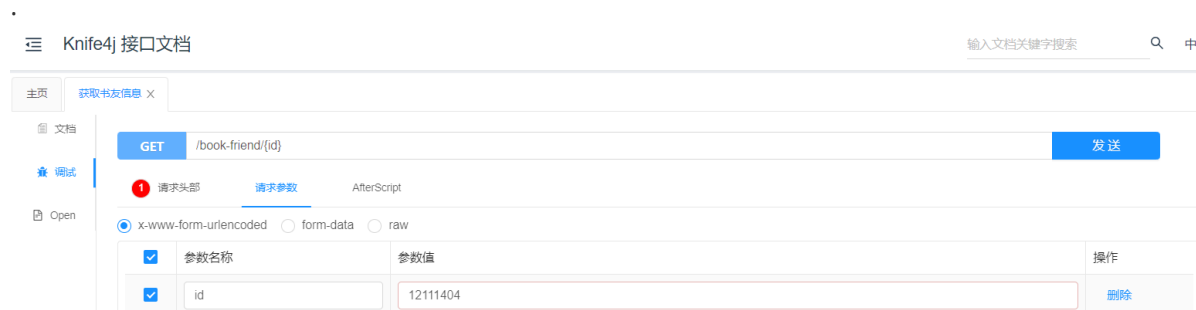 Knife4j 接口文档 输入文档关键字搜索 中
主页 获取书友信息 X
文档
GET /book-friend/{id} 发 送
调试
1 请求头部 请求参数 AfterScript
Open
x-www-form-urlencoded form-data raw
参数名称 参数值 操作
id 12111404 删除